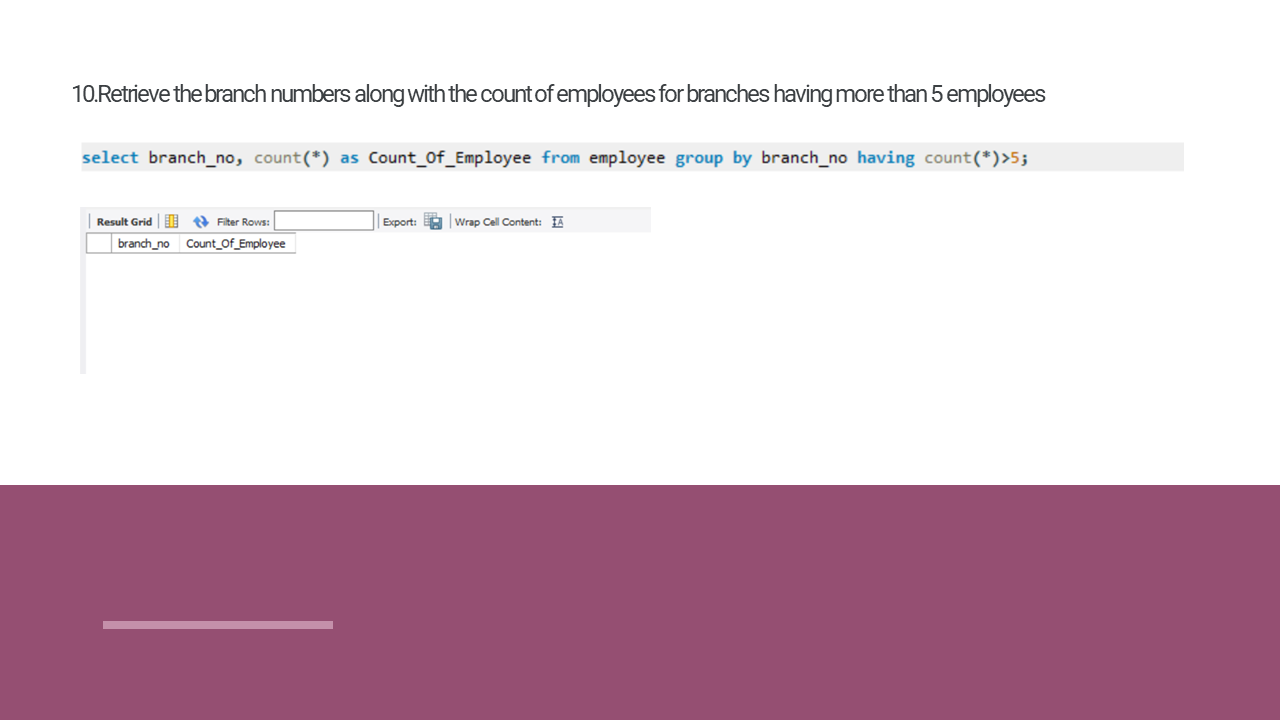 10.Retrieve the branch numbers along with the count of employees for branches having more than 5 employees
select branch_no, count(*) as Count_Of_Employee from employee group by branch_no having count(*)>5;
Result Grid Filter Rows: Export: Wrap Cell Content:
branch_no Count_Of_Employee